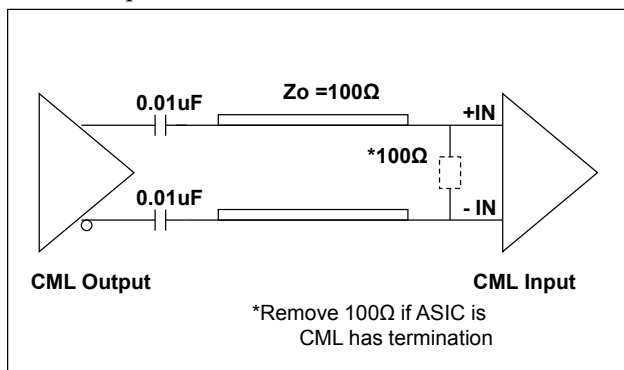 0.01uF
Zo =100Ω
+IN
*100Ω
0.01uF
- IN
CML Output
CML Input
*Remove 100Ω if ASIC is
CML has termination